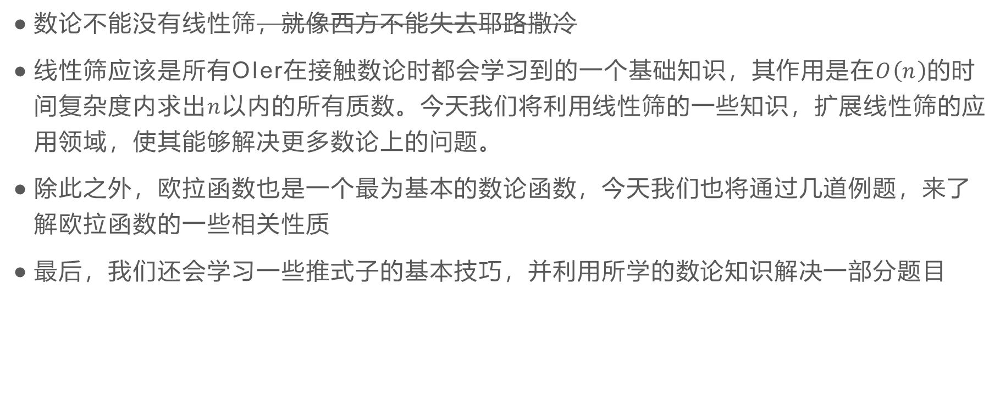 ● 数论不能没有线性筛，就像西方不能失去耶路撒冷
● 线性筛应该是所有OIer在接触数论时都会学习到的一个基础知识，其作用是在O(n)的时
间复杂度内求出n以内的所有质数。今天我们将利用线性筛的一些知识，扩展线性筛的应
用领域，使其能够解决更多数论上的问题。
● 除此之外，欧拉函数也是一个最为基本的数论函数，今天我们也将通过几道例题，来了
解欧拉函数的一些相关性质
● 最后，我们还会学习一些推式子的基本技巧，并利用所学的数论知识解决一部分题目